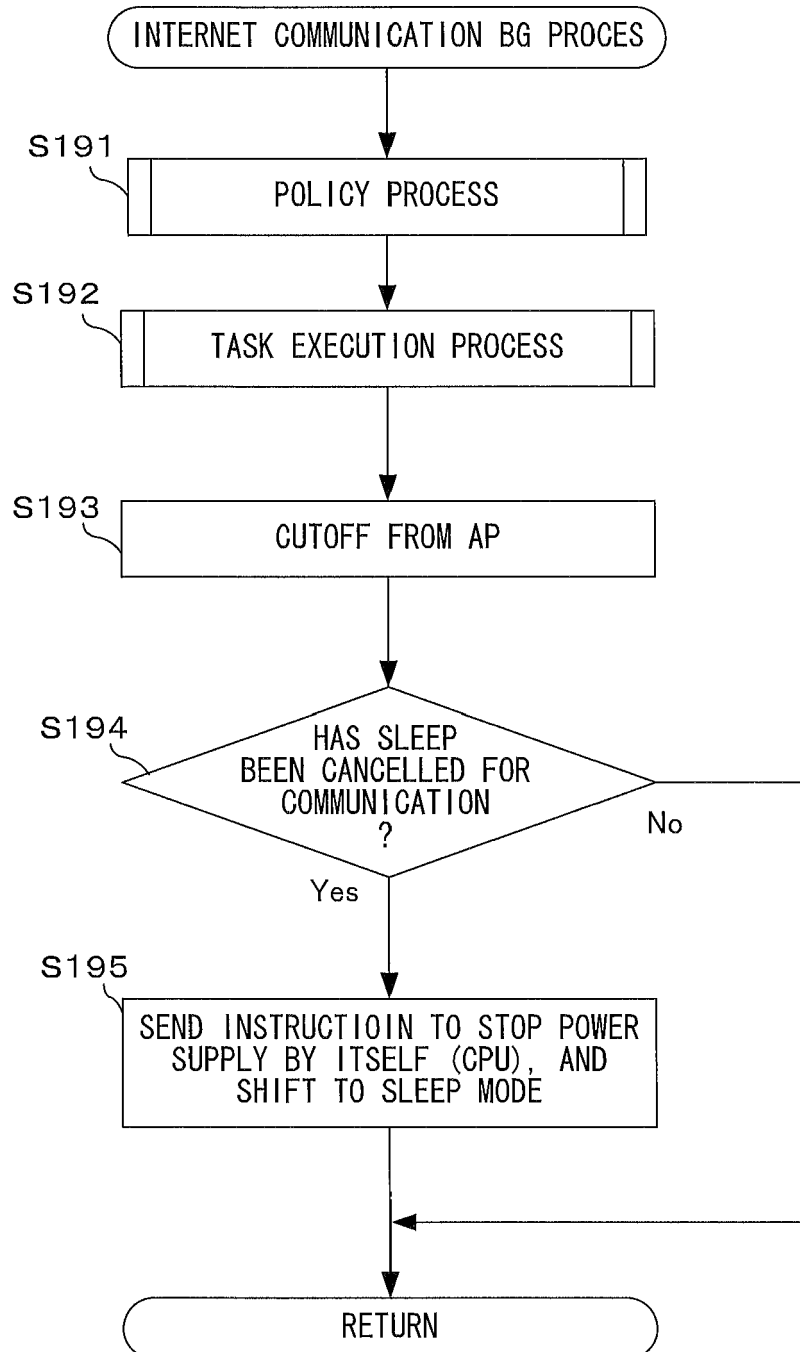 INTERNET COMMUNICATION BG PROCES
S191
POLICY PROCESS
S192
TASK EXECUTION PROCESS
S193
CUTOFF FROM AP
S194
HAS SLEEP
BEEN CANCELLED FOR
COMMUNICATION
?
No
Yes
S195
SEND INSTRUCTIOIN TO STOP POWER
SUPPLY BY ITSELF (CPU), AND
SHIFT TO SLEEP MODE
RETURN